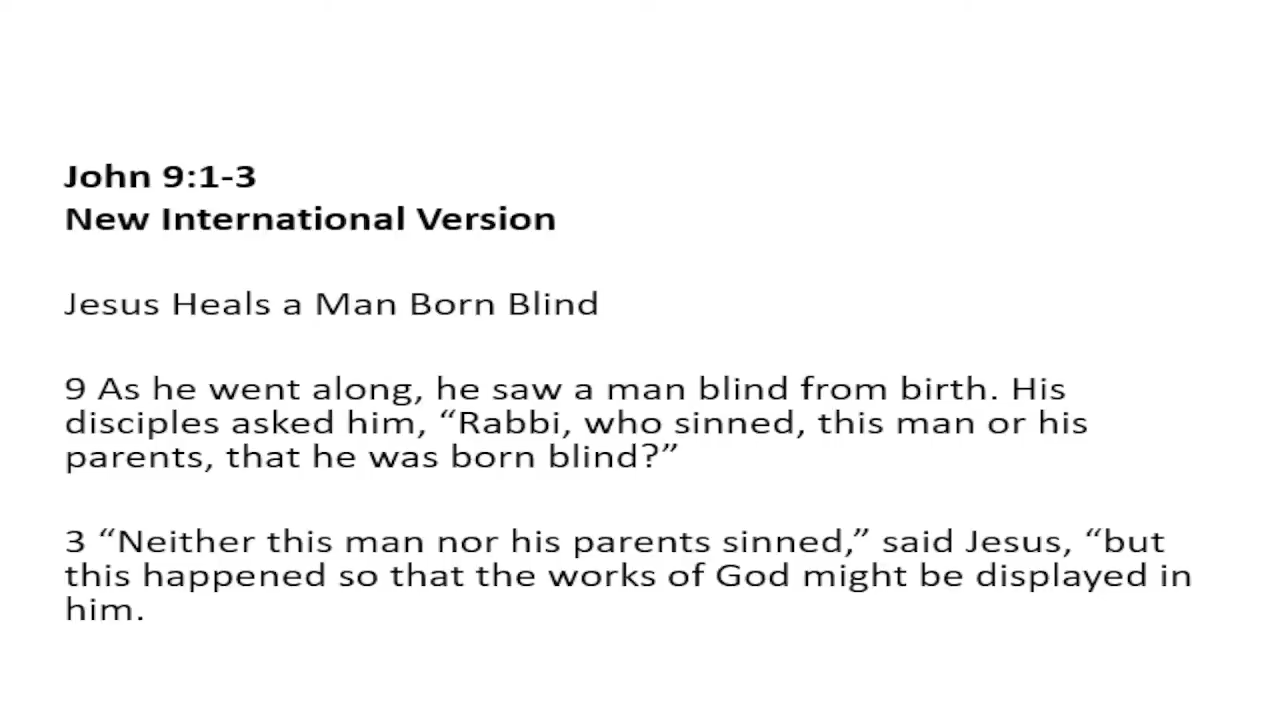 John 9:1-3
New International Version
Jesus Heals a Man Born Blind
9 As he went along, he saw a man blind from birth. His
disciples asked him, “Rabbi, who sinned, this man or his
parents, that he was born blind?”
3 “Neither this man nor his parents sinned,” said Jesus, “but
this happened so that the works of God might be displayed in
him.